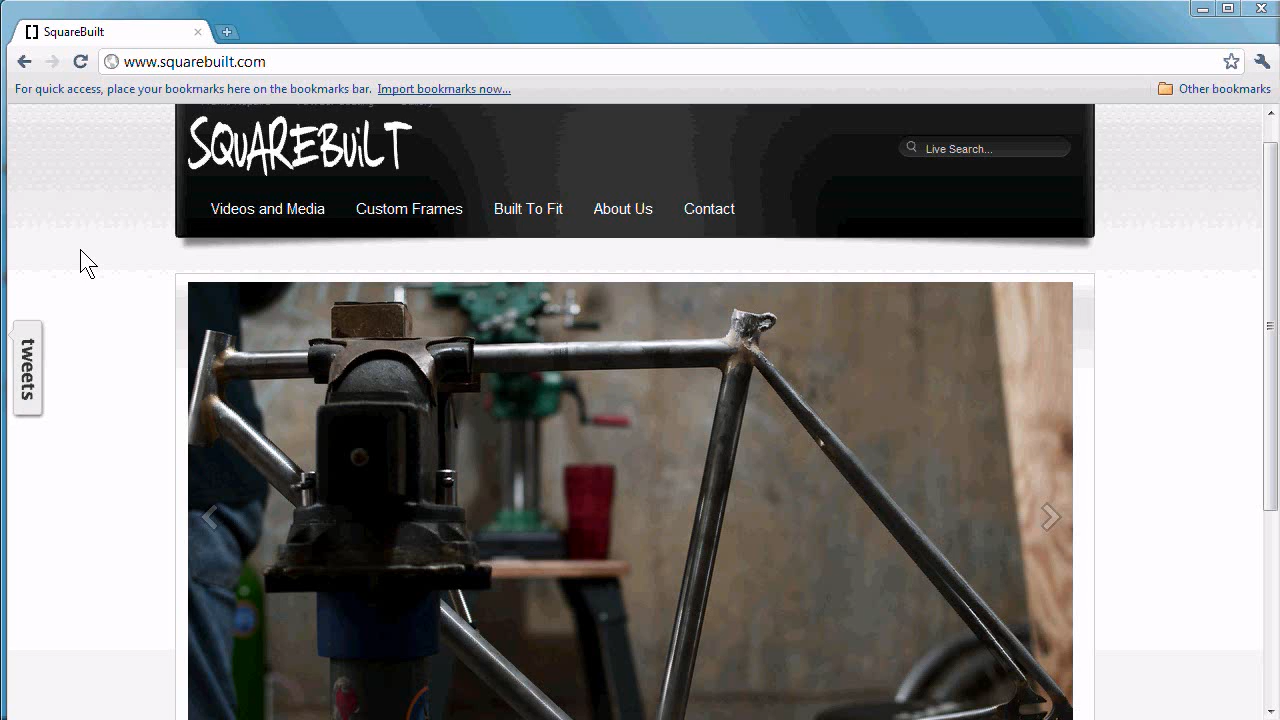 SquareBuilt
www.squarebuilt.com
For quick access, place your bookmarks here on the bookmarks bar. Import bookmarks now...
Other bookmarks
SQUAREBUiLT
Live Search...
Videos and Media
Custom Frames
Built To Fit
About Us
Contact
tweets